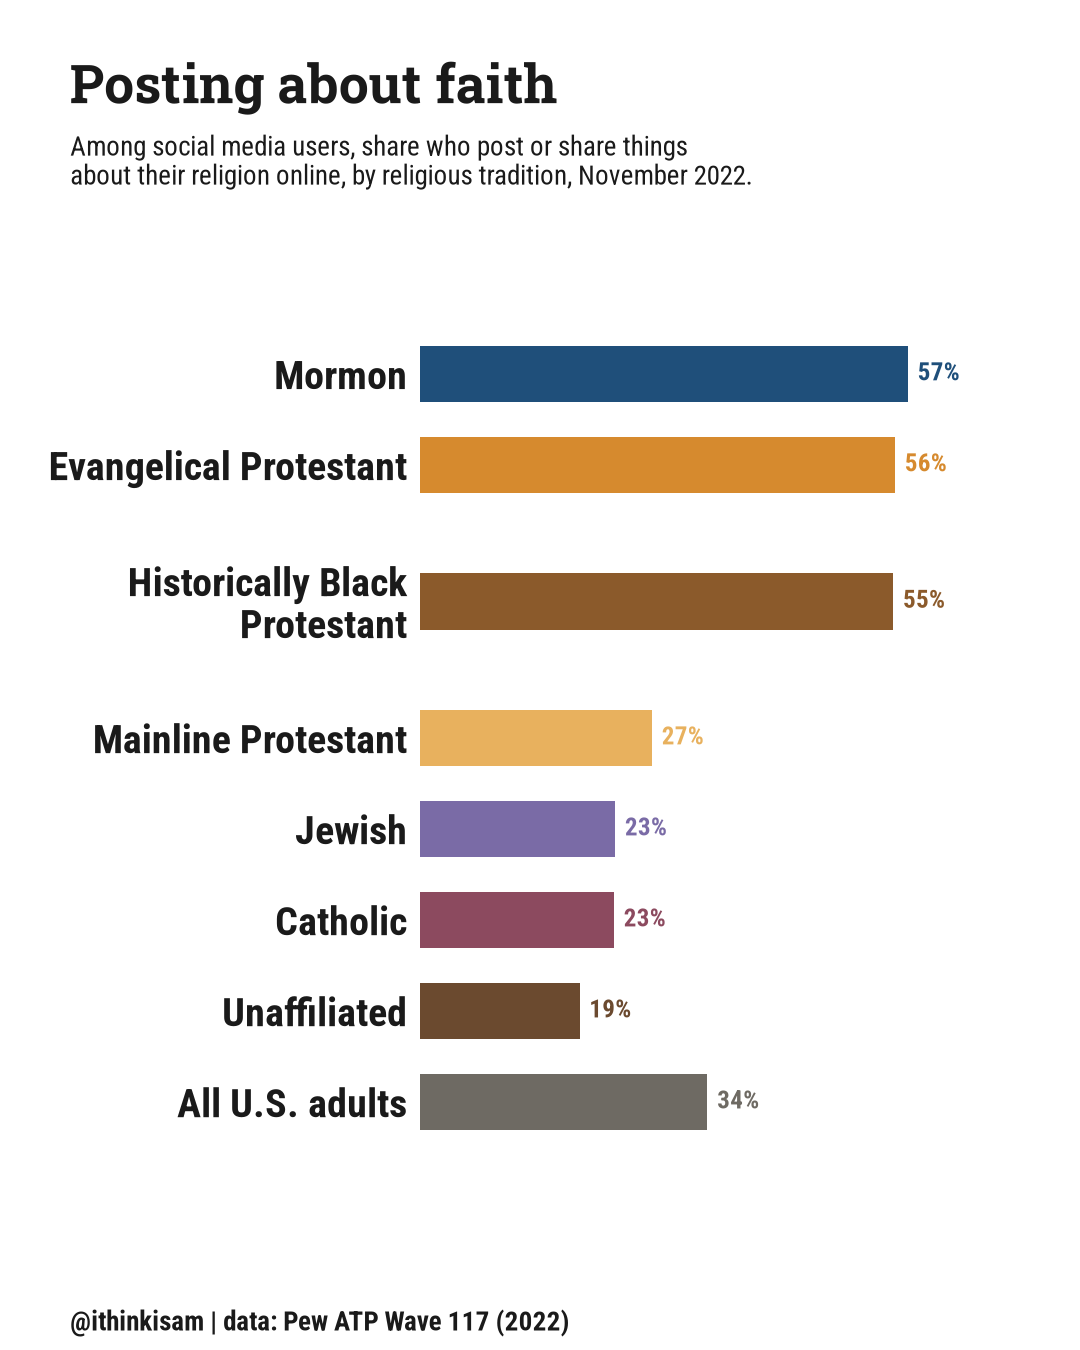 Posting about faith
Among social media users, share who post or share things
about their religion online, by religious tradition, November 2022.
Mormon
57%
Evangelical Protestant
56%
Historically Black
Protestant
55%
Mainline Protestant
27%
Jewish
23%
Catholic
23%
Unaffiliated
19%
All U.S. adults
34%
@ithinkisam | data: Pew ATP Wave 117 (2022)